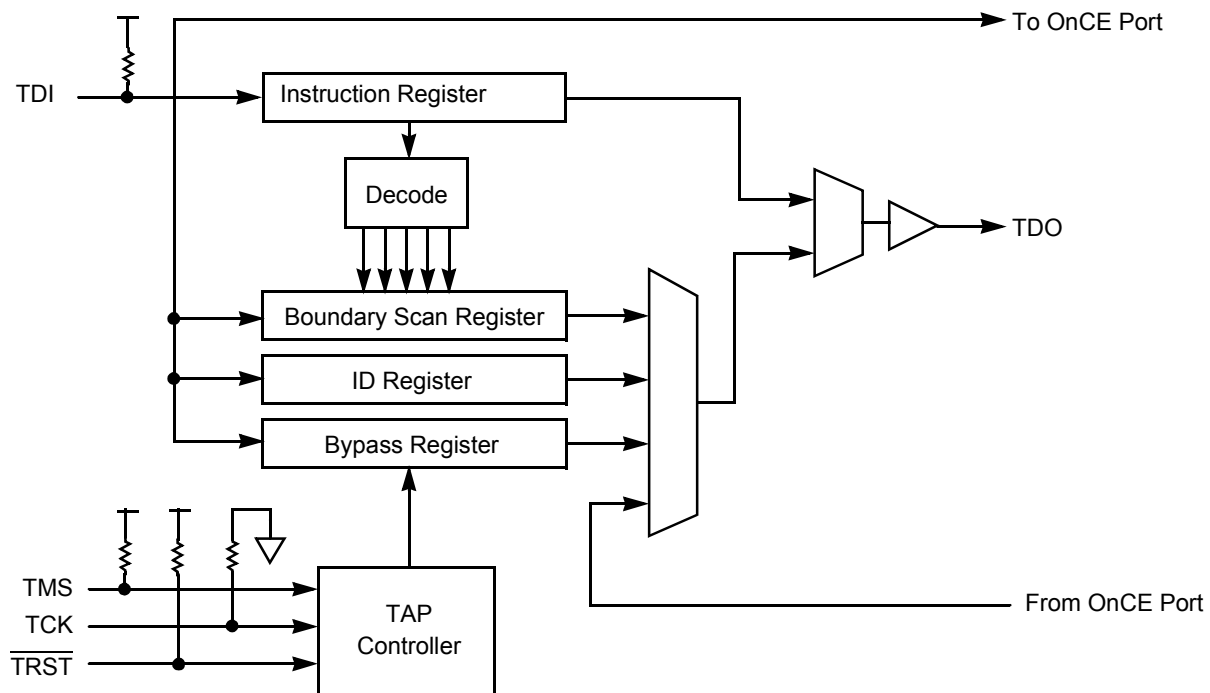 To OnCE Port
TDI
Instruction Register
Decode
TDO
Boundary Scan Register
ID Register
Bypass Register
TMS
TCK
TRST
TAP
Controller
From OnCE Port